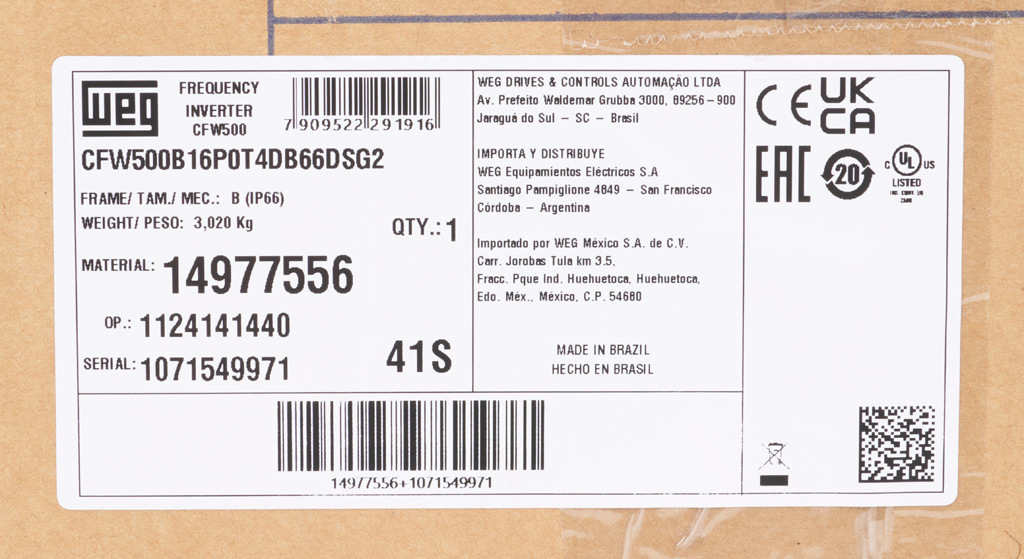 weg
FREQUENCY
INVERTER
CFW500
7 909522 291916
CFW500B16P0T4DB66DSG2
FRAME/ TAM./ MEC.: B (IP66)
WEIGHT/ PESO: 3,020 Kg
QTY.: 1
MATERIAL: 14977556
OP.: 1124141440
SERIAL: 1071549971
41S
WEG DRIVES & CONTROLS AUTOMAÇÃO LTDA
Av. Prefeito Waldemar Grubba 3000, 89256-900
Jaraguá do Sul - SC - Brasil
IMPORTA Y DISTRIBUYE
WEG Equipamientos Eléctricos S.A
Santiago Pampiglione 4849 - San Francisco
Córdoba - Argentina
Importado por WEG México S.A. de C.V.
Carr. Jorobas Tula km 3.5,
Fracc. Pque Ind. Huehuetoca, Huehuetoca,
Edo. Méx., México, C.P. 54680
MADE IN BRAZIL
HECHO EN BRASIL
CE UK
CA
EAC 20 C UL US
LISTED
14977556+1071549971